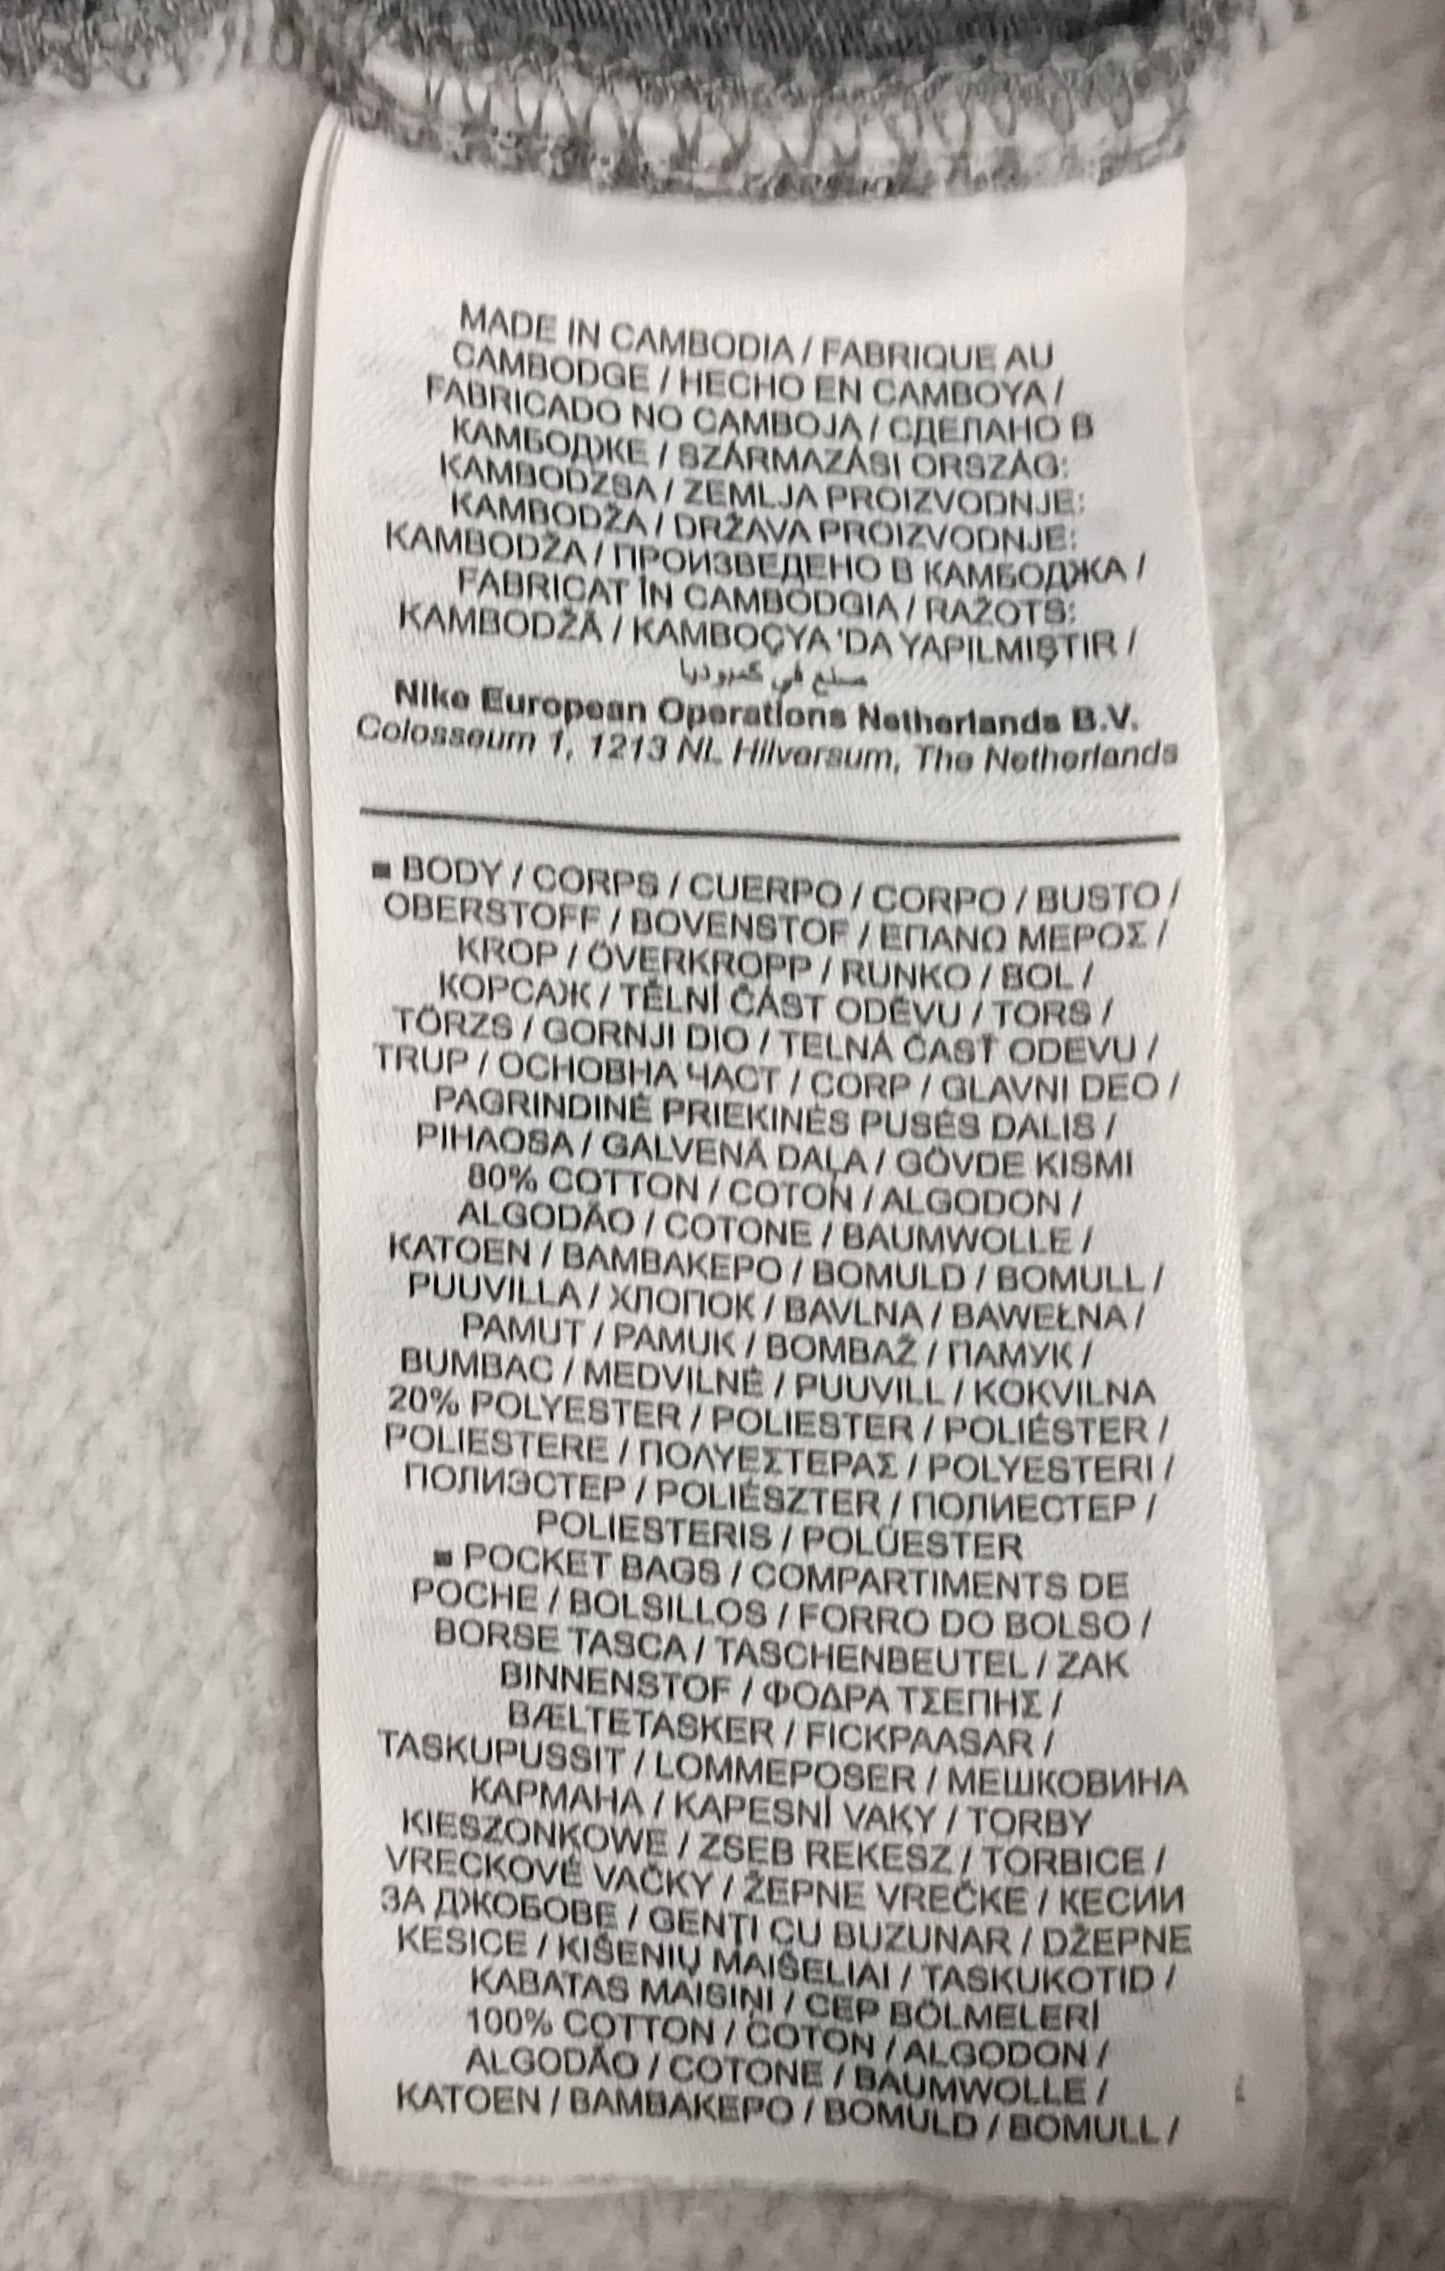 MADE IN CAMBODIA / FABRIQUE AU
CAMBODGE / HECHO EN CAMBOYA /
FABRICADO NO CAMBOJA / СДЕЛАНО В
КАМБОДЖЕ / SZÁRMAZÁSI ORSZÁG:
KAMBODZSA / ZEMLJA PROIZVODNJE:
KAMBODŽA / DRŽAVA PROIZVODNJE:
KAMBODŽA / ПРОИЗВЕДЕНО В КАМБОДЖА /
FABRICAT ÎN CAMBODGIA / RAŽOTS:
KAMBODŽĀ / KAMBOÇYA 'DA YAPILMIŞTIR /
صنع في كمبوديا
Nike European Operations Netherlands B.V.
Colosseum 1, 1213 NL Hilversum, The Netherlands
■ BODY / CORPS / CUERPO / CORPO / BUSTO /
OBERSTOFF / BOVENSTOF / ΕΠΑΝΩ ΜΕΡΟΣ /
KROP / ÖVERKROPP / RUNKO / BOL /
КОРСАЖ / TĚLNÍ ČÁST ODĚVU / TORS /
TÖRZS / GORNJI DIO / TELNÁ ČASŤ ODEVU /
TRUP / ОСНОВНА ЧАСТ / CORP / GLAVNI DEO /
PAGRINDINĖ PRIEKINĖS PUSĖS DALIS /
PIHAOSA / GALVENĀ DAĻA / GÖVDE KISMI
80% COTTON / COTON / ALGODON /
ALGODÃO / COTONE / BAUMWOLLE /
KATOEN / ΒΑΜΒΑΚΕΡΟ / BOMULD / BOMULL /
PUUVILLA / ХЛОПОК / BAVLNA / BAWEŁNA /
PAMUT / PAMUK / BOMBAŽ / ПАМУК /
BUMBAC / MEDVILNĖ / PUUVILL / KOKVILNA
20% POLYESTER / POLIESTER / POLIÉSTER /
POLIESTERE / ΠΟΛΥΕΣΤΕΡΑΣ / POLYESTERI /
ПОЛИЭСТЕР / POLIÉSZTER / ПОЛИЕСТЕР /
POLIESTERIS / POLÜESTER
■ POCKET BAGS / COMPARTIMENTS DE
POCHE / BOLSILLOS / FORRO DO BOLSO /
BORSE TASCA / TASCHENBEUTEL / ZAK
BINNENSTOF / ΦΟΔΡΑ ΤΣΕΠΗΣ /
BÆLTETASKER / FICKPAASAR /
TASKUPUSSIT / LOMMEPOSER / МЕШКОВИНА
КАРМАНА / KAPESNÍ VAKY / TORBY
KIESZONKOWE / ZSEB REKESZ / TORBICE /
VRECKOVÉ VAČKY / ŽEPNE VREČKE / КЕСИИ
ЗА ДЖОБОВЕ / GENȚI CU BUZUNAR / DŽEPNE
KESICE / KIŠENIŲ MAIŠELIAI / TASKUKOTID /
KABATAS MAISIŅI / CEP BÖLMELERİ
100% COTTON / COTON / ALGODON /
ALGODÃO / COTONE / BAUMWOLLE /
KATOEN / ΒΑΜΒΑΚΕΡΟ / BOMULD / BOMULL /